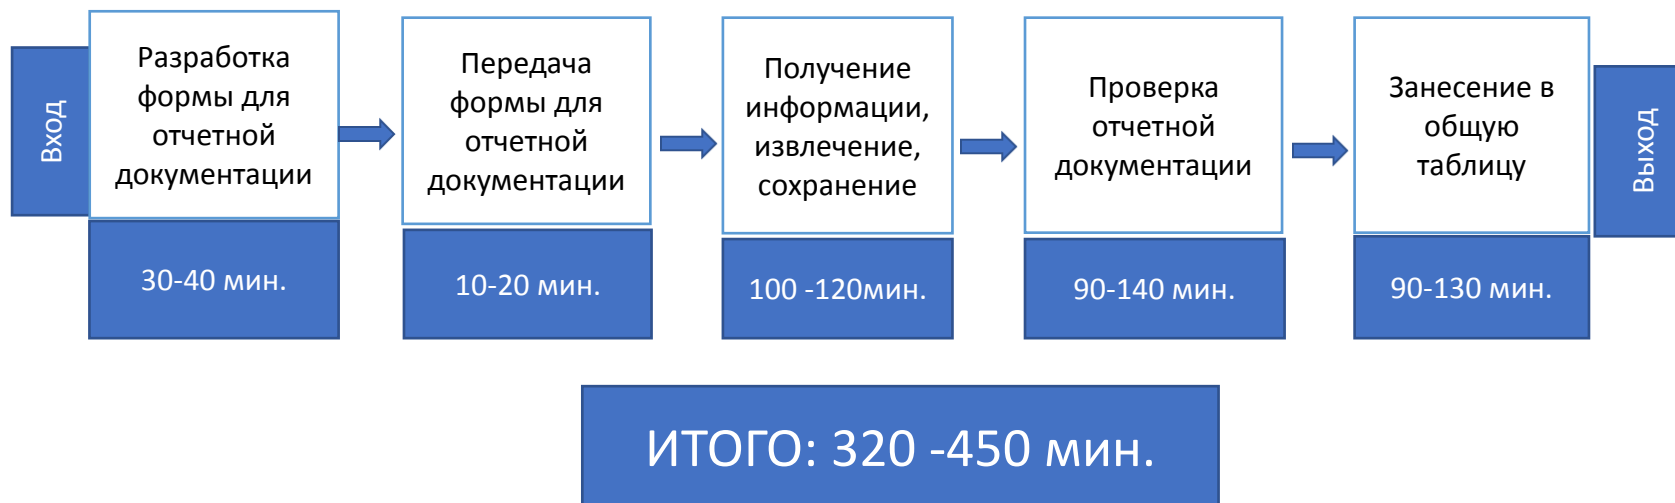 Вход
Разработка
формы для
отчетной
документации
30-40 мин.
Передача
формы для
отчетной
документации
10-20 мин.
Получение
информации,
извлечение,
сохранение
100 -120мин.
Проверка
отчетной
документации
90-140 мин.
Занесение в
общую
таблицу
90-130 мин.
Выход
ИТОГО: 320 -450 мин.